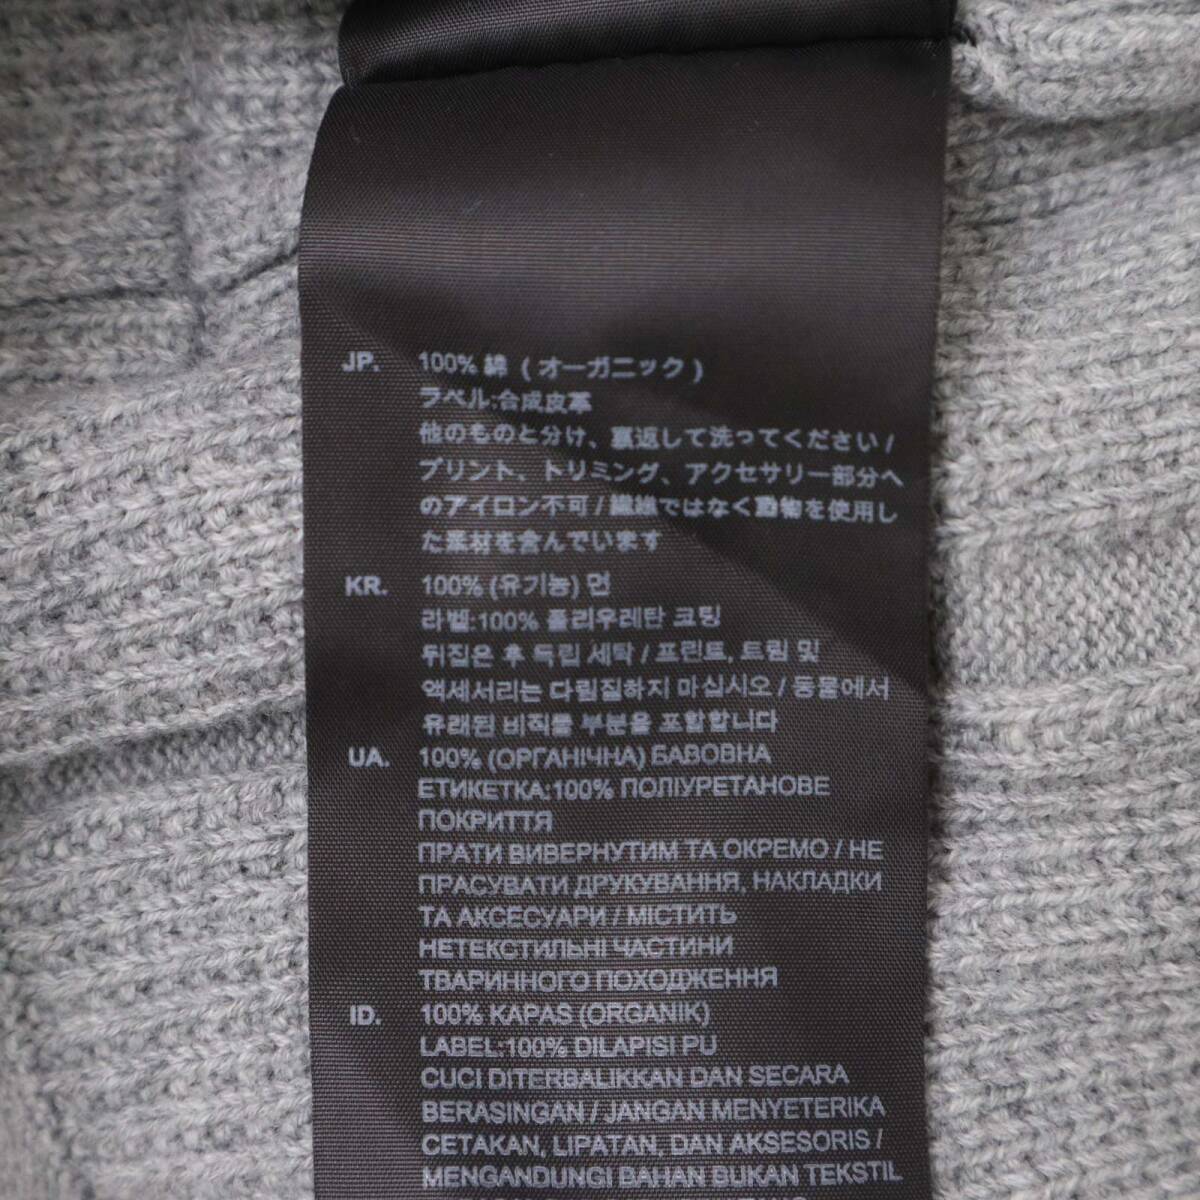 JP. 100% 綿 ( オーガニック )
ラベル:合成皮革
他のものと分け、裏返して洗ってください /
プリント、トリミング、アクセサリー部分へ
のアイロン不可 / 繊維ではなく動物を使用し
た素材を含んでいます
KR. 100% (유기농) 면
라벨:100% 폴리우레탄 코팅
뒤집은 후 독립 세탁 / 프린트, 트림 및
액세서리는 다림질하지 마십시오 / 동물에서
유래된 비직물 부분을 포함합니다
UA. 100% (ОРГАНІЧНА) БАВОВНА
ЕТИКЕТКА:100% ПОЛІУРЕТАНОВЕ
ПОКРИТТЯ
ПРАТИ ВИВЕРНУТИМ ТА ОКРЕМО / НЕ
ПРАСУВАТИ ДРУКУВАННЯ, НАКЛАДКИ
ТА АКСЕСУАРИ / МІСТИТЬ
НЕТЕКСТИЛЬНІ ЧАСТИНИ
ТВАРИННОГО ПОХОДЖЕННЯ
ID. 100% KAPAS (ORGANIK)
LABEL:100% DILAPISI PU
CUCI DITERBALIKKAN DAN SECARA
BERASINGAN / JANGAN MENYETERIKA
CETAKAN, LIPATAN, DAN AKSESORIS /
MENGANDUNGI BAHAN BUKAN TEKSTIL